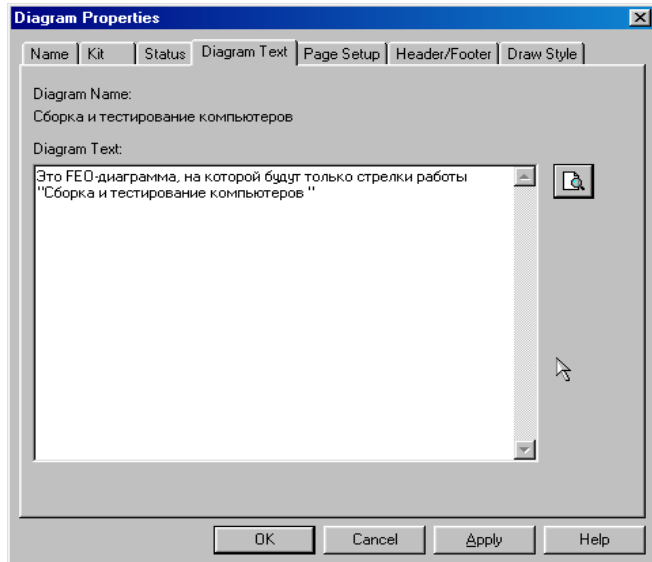 Diagram Properties
Name Kit Status Diagram Text Page Setup Header/Footer Draw Style
Diagram Name:
Сборка и тестирование компьютеров
Diagram Text:
Это FEO-диаграмма, на которой будут только стрелки работы
"Сборка и тестирование компьютеров "
OK Cancel Apply Help